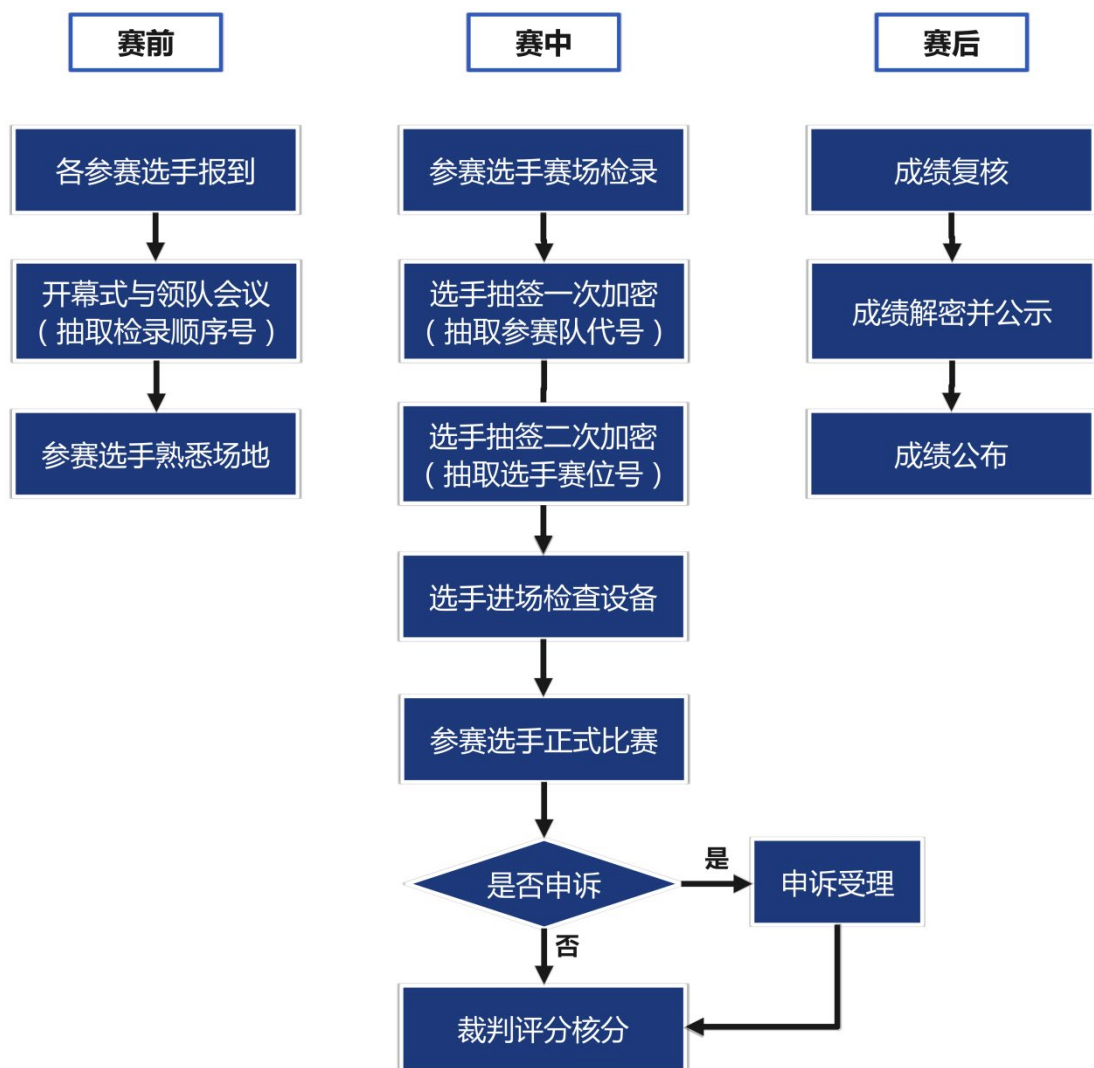 赛前
赛中
赛后
各参赛选手报到
开幕式与领队会议
（抽取检录顺序号）
参赛选手熟悉场地
参赛选手赛场检录
选手抽签一次加密
（抽取参赛队代号）
选手抽签二次加密
（抽取选手赛位号）
选手进场检查设备
参赛选手正式比赛
是否申诉
是
申诉受理
否
裁判评分核分
成绩复核
成绩解密并公示
成绩公布